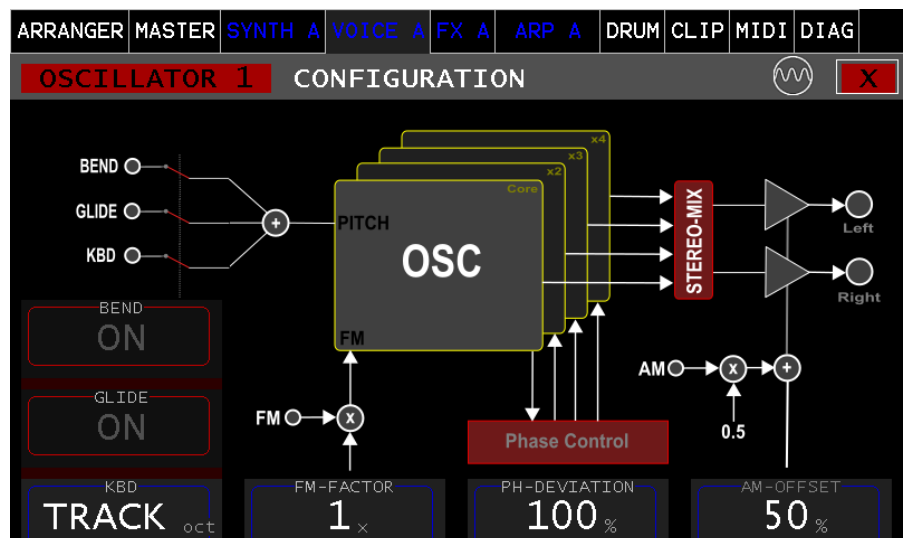 ARRANGER MASTER SYNTH A VOICE A FX A ARP A DRUM CLIP MIDI DIAG
OSCILLATOR 1 CONFIGURATION X
x4
x3
x2
Core
BEND
GLIDE
KBD
+
PITCH
OSC
FM
STEREO-MIX
Left
Right
BEND
ON
GLIDE
ON
FM
x
Phase Control
AM
x
+
0.5
KBD
TRACK oct
FM-FACTOR
1 x
PH-DEVIATION
100 %
AM-OFFSET
50 %